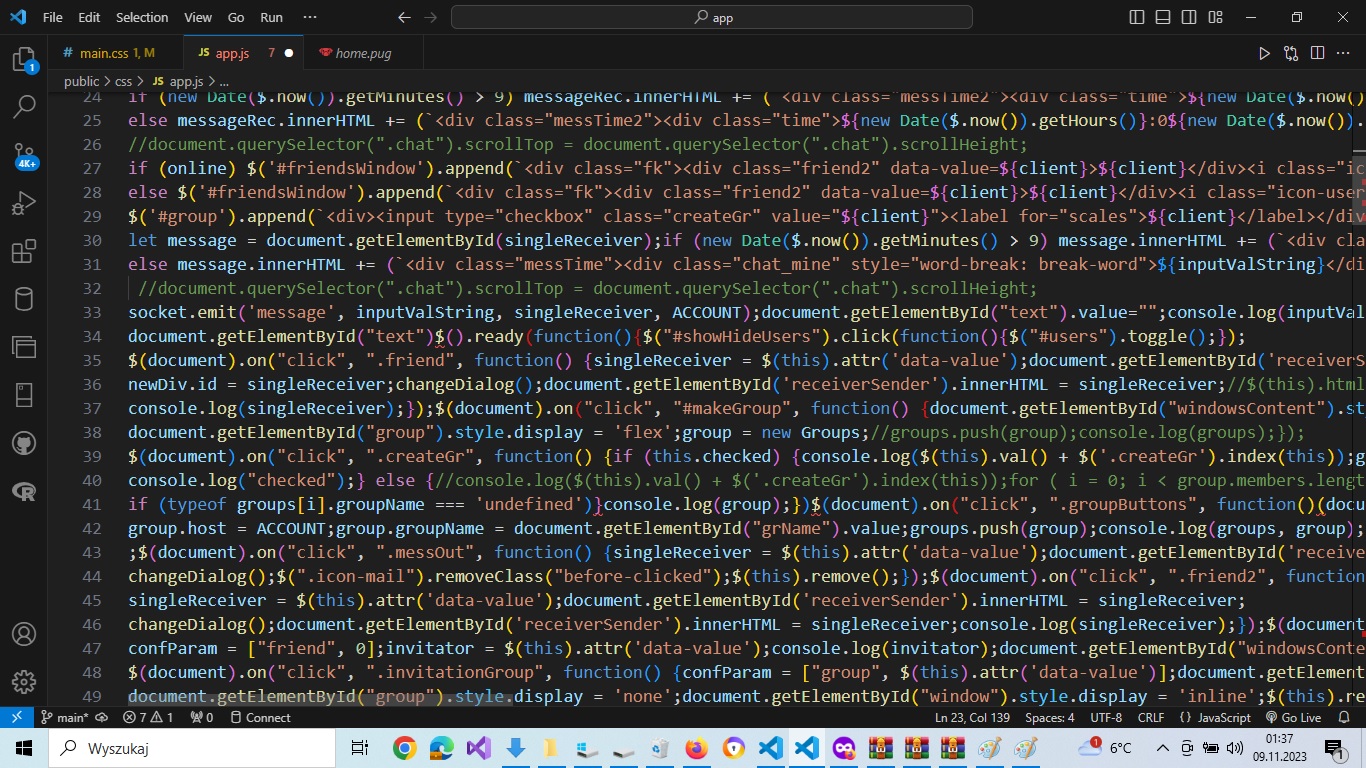 File Edit Selection View Go Run ··· app
# main.css 1, M JS app.js 7 home.pug
public > css > JS app.js > ...
24 if (new Date($.now()).getMinutes() > 9) messageRec.innerHTML += (`<div class="messTime2"><div class="time">${new Date($.now()
25 else messageRec.innerHTML += (`<div class="messTime2"><div class="time">${new Date($.now()).getHours()}:0${new Date($.now()).
26 //document.querySelector(".chat").scrollTop = document.querySelector(".chat").scrollHeight;
27 if (online) $('#friendsWindow').append(`<div class="fk"><div class="friend2" data-value=${client}>${client}</div><i class="ic
28 else $('#friendsWindow').append(`<div class="fk"><div class="friend2" data-value=${client}>${client}</div><i class="icon-use
29 $('#group').append(`<div><input type="checkbox" class="createGr" value="${client}"><label for="scales">${client}</label></di
30 let message = document.getElementById(singleReceiver);if (new Date($.now()).getMinutes() > 9) message.innerHTML += (`<div cla
31 else message.innerHTML += (`<div class="messTime"><div class="chat_mine" style="word-break: break-word">${inputValString}</di
32 //document.querySelector(".chat").scrollTop = document.querySelector(".chat").scrollHeight;
33 socket.emit('message', inputValString, singleReceiver, ACCOUNT);document.getElementById("text").value="";console.log(inputVal
34 document.getElementById("text")$().ready(function(){$("#showHideUsers").click(function(){$("#users").toggle();});
35 $(document).on("click", ".friend", function() {singleReceiver = $(this).attr('data-value');document.getElementById('receiverS
36 newDiv.id = singleReceiver;changeDialog();document.getElementById('receiverSender').innerHTML = singleReceiver;//$(this).html
37 console.log(singleReceiver);});$(document).on("click", "#makeGroup", function() {document.getElementById("windowsContent").st
38 document.getElementById("group").style.display = 'flex';group = new Groups;//groups.push(group);console.log(groups);});
39 $(document).on("click", ".createGr", function() {if (this.checked) {console.log($(this).val() + $('.createGr').index(this));g
40 console.log("checked");} else {//console.log($(this).val() + $('.createGr').index(this));for ( i = 0; i < group.members.lengt
41 if (typeof groups[i].groupName === 'undefined')}console.log(group);})$(document).on("click", ".groupButtons", function()(docu
42 group.host = ACCOUNT;group.groupName = document.getElementById("grName").value;groups.push(group);console.log(groups, group);
43 ;$(document).on("click", ".messOut", function() {singleReceiver = $(this).attr('data-value');document.getElementById('receive
44 changeDialog();$(".icon-mail").removeClass("before-clicked");$(this).remove();});$(document).on("click", ".friend2", function
45 singleReceiver = $(this).attr('data-value');document.getElementById('receiverSender').innerHTML = singleReceiver;
46 changeDialog();document.getElementById('receiverSender').innerHTML = singleReceiver;console.log(singleReceiver);});$(document
47 confParam = ["friend", 0];invitator = $(this).attr('data-value');console.log(invitator);document.getElementById("windowsConte
48 $(document).on("click", ".invitationGroup", function() {confParam = ["group", $(this).attr('data-value')];document.getElement
49 document.getElementById("group").style.display = 'none';document.getElementById("window").style.display = 'inline';$(this).re
1
4K+
main* 7 1 0 Connect Ln 23, Col 139 Spaces: 4 UTF-8 CRLF {} JavaScript Go Live
Wyszukaj 1 6°C 01:37
09.11.2023 1